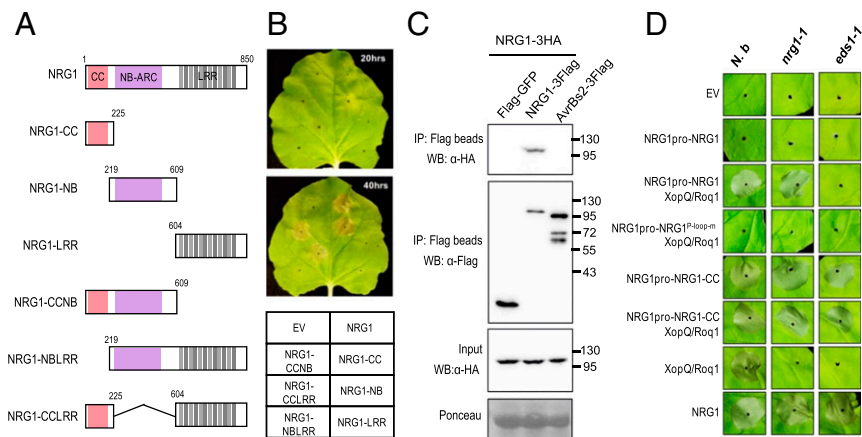 A
1
850
NRG1
CC
NB-ARC
LRR
225
NRG1-CC
219
609
NRG1-NB
604
NRG1-LRR
609
NRG1-CCNB
219
NRG1-NBLRR
225
604
NRG1-CCLRR
B
20hrs
40hrs
EV
NRG1
NRG1-
CCNB
NRG1-CC
NRG1-
CCLRR
NRG1-NB
NRG1-
NBLRR
NRG1-LRR
C
NRG1-3HA
Flag-GFP
NRG1-3Flag
AvrBs2-3Flag
IP: Flag beads
WB: α-HA
130
95
IP: Flag beads
WB: α-Flag
130
95
72
55
43
Input
WB:α-HA
130
95
Ponceau
D
N. b
nrg1-1
eds1-1
EV
NRG1pro-NRG1
NRG1pro-NRG1
XopQ/Roq1
NRG1pro-NRG1P-loop-m
XopQ/Roq1
NRG1pro-NRG1-CC
NRG1pro-NRG1-CC
XopQ/Roq1
XopQ/Roq1
NRG1